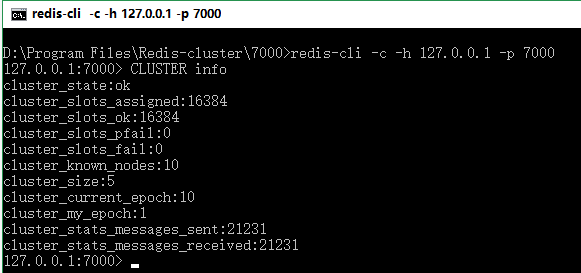 redis-cli -c -h 127.0.0.1 -p 7000
D:\Program Files\Redis-cluster\7000>redis-cli -c -h 127.0.0.1 -p 7000
127.0.0.1:7000> CLUSTER info
cluster_state:ok
cluster_slots_assigned:16384
cluster_slots_ok:16384
cluster_slots_pfail:0
cluster_slots_fail:0
cluster_known_nodes:10
cluster_size:5
cluster_current_epoch:10
cluster_my_epoch:1
cluster_stats_messages_sent:21231
cluster_stats_messages_received:21231
127.0.0.1:7000>